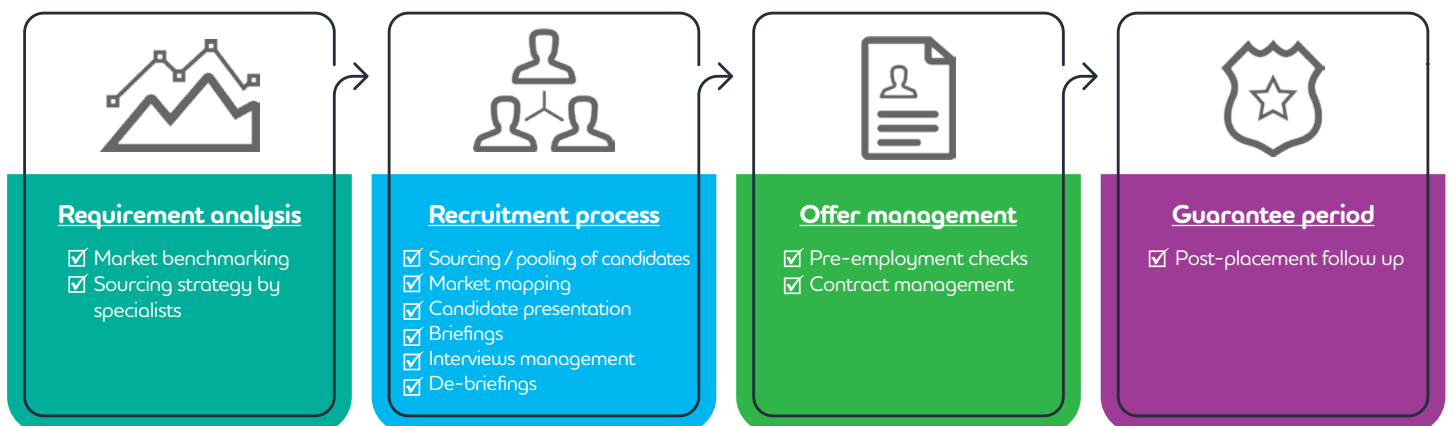 Requirement analysis
Market benchmarking
Sourcing strategy by
specialists
Recruitment process
Sourcing / pooling of candidates
Market mapping
Candidate presentation
Briefings
Interviews management
De-briefings
Offer management
Pre-employment checks
Contract management
Guarantee period
Post-placement follow up